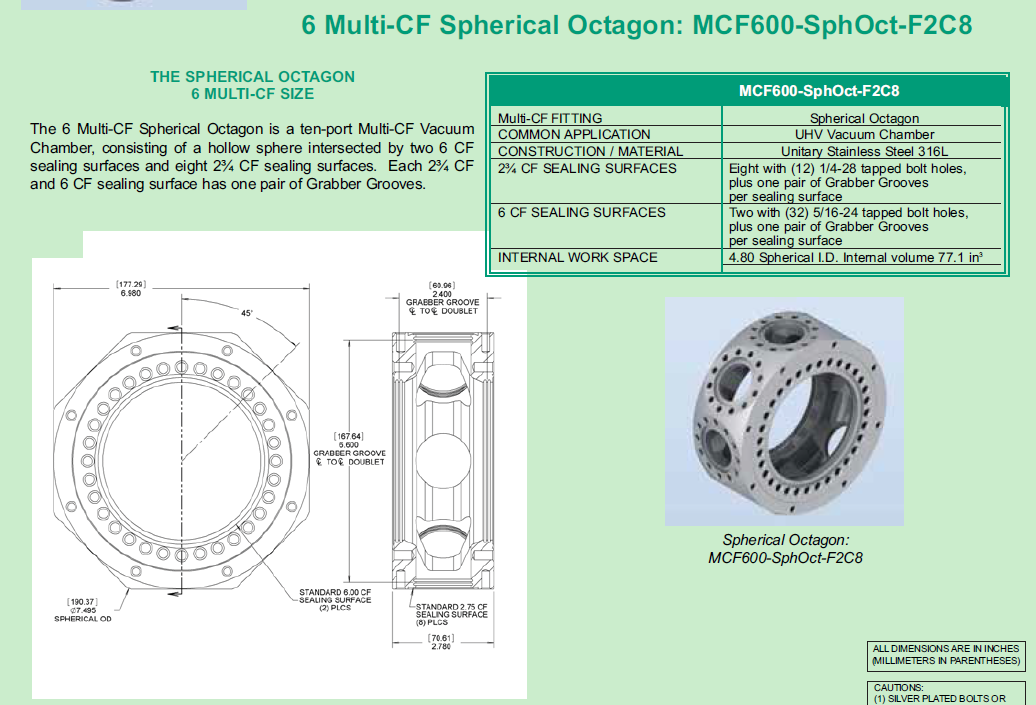 6 Multi-CF Spherical Octagon: MCF600-SphOct-F2C8
THE SPHERICAL OCTAGON
6 MULTI-CF SIZE
The 6 Multi-CF Spherical Octagon is a ten-port Multi-CF Vacuum
Chamber, consisting of a hollow sphere intersected by two 6 CF
sealing surfaces and eight 2¾ CF sealing surfaces. Each 2¾ CF
and 6 CF sealing surface has one pair of Grabber Grooves.
MCF600-SphOct-F2C8
Multi-CF FITTING Spherical Octagon
COMMON APPLICATION UHV Vacuum Chamber
CONSTRUCTION / MATERIAL Unitary Stainless Steel 316L
2¾ CF SEALING SURFACES Eight with (12) 1/4-28 tapped bolt holes,
plus one pair of Grabber Grooves
per sealing surface
6 CF SEALING SURFACES Two with (32) 5/16-24 tapped bolt holes,
plus one pair of Grabber Grooves
per sealing surface
INTERNAL WORK SPACE 4.80 Spherical I.D. Internal volume 77.1 in³
[177.29]
6.980
45°
[60.96]
2.400
GRABBER GROOVE
℄ TO ℄ DOUBLET
[167.64]
6.600
GRABBER GROOVE
℄ TO ℄ DOUBLET
[190.37]
∅7.495
SPHERICAL OD
STANDARD 6.00 CF
SEALING SURFACE
(2) PLCS
STANDARD 2.75 CF
SEALING SURFACE
(8) PLCS
[70.61]
2.780
Spherical Octagon:
MCF600-SphOct-F2C8
ALL DIMENSIONS ARE IN INCHES
(MILLIMETERS IN PARENTHESES)
CAUTIONS:
(1) SILVER PLATED BOLTS OR